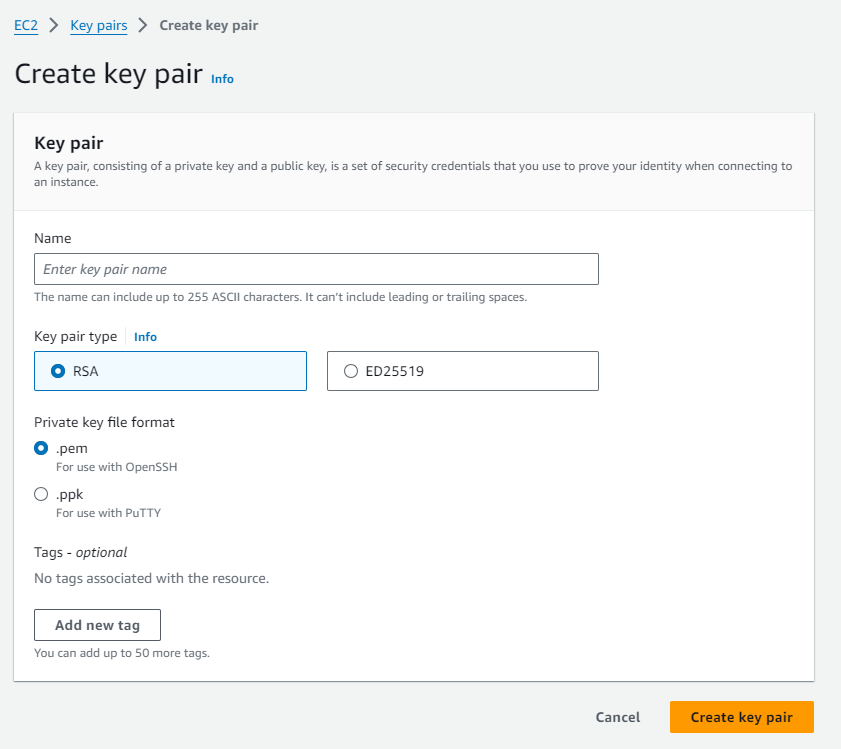 EC2 > Key pairs > Create key pair
Create key pair Info
Key pair
A key pair, consisting of a private key and a public key, is a set of security credentials that you use to prove your identity when connecting to
an instance.
Name
Enter key pair name
The name can include up to 255 ASCII characters. It can't include leading or trailing spaces.
Key pair type Info
RSA ED25519
Private key file format
.pem
For use with OpenSSH
.ppk
For use with PuTTY
Tags - optional
No tags associated with the resource.
Add new tag
You can add up to 50 more tags.
Cancel Create key pair